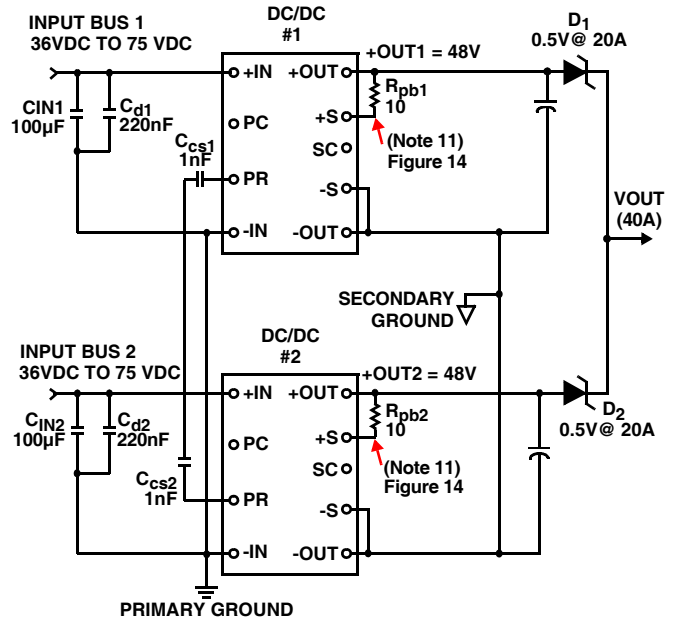 INPUT BUS 1
36VDC TO 75 VDC
DC/DC
#1
D1
0.5V@ 20A
+OUT1 = 48V
CIN1
100µF
Cd1
220nF
+IN
+OUT
Rpb1
10
PC
+S
(Note 11)
Figure 14
SC
Ccs1
1nF
PR
-S
-IN
-OUT
VOUT
(40A)
SECONDARY
GROUND
INPUT BUS 2
36VDC TO 75 VDC
DC/DC
#2
+OUT2 = 48V
CIN2
100µF
Cd2
220nF
+IN
+OUT
Rpb2
10
D2
0.5V@ 20A
PC
+S
(Note 11)
Figure 14
SC
Ccs2
1nF
PR
-S
-IN
-OUT
PRIMARY GROUND